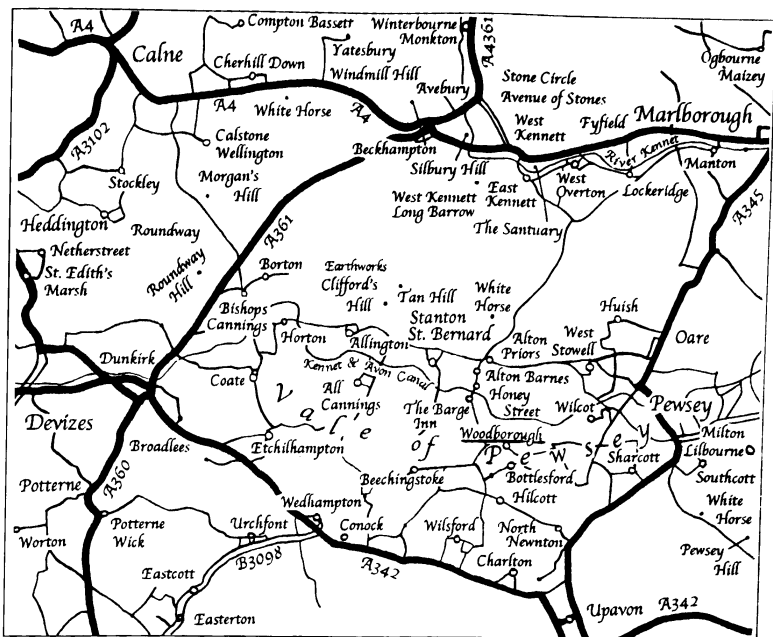 A4
Calne
Compton Bassett
Cherhill Down
Yatesbury
Windmill Hill
Winterbourne
Monkton
A4361
Avebury
Stone Circle
Avenue of Stones
West
Kennett
Fyfield
Marlborough
Ogbourne
Maizey
A4
White Horse
A4
A3102
Calstone
Wellington
Beckhampton
Silbury Hill
River Kennet
Manton
Stockley
Morgan's
Hill
West Kennett
Long Barrow
East
Kennett
West
Overton
Lockeridge
The Santuary
A345
Heddington
Netherstreet
St. Edith's
Marsh
Roundway
Roundway
Hill
A361
Borton
Bishops
Cannings
Earthworks
Clifford's
Hill
Tan Hill
White
Horse
Stanton
St. Bernard
Huish
Oare
Dunkirk
Horton
Allington
Alton
Priors
West
Stowell
Kennet & Avon Canal
Coate
All
Cannings
Alton Barnes
Honey
Street
Wilcot
Pewsey
Devizes
The Barge
Inn
Vale of Pewsey
Broadlees
Etchilhampton
Woodborough
Sharcott
Milton
Lilbourne
Southcott
Beechingstoke
Bottlesford
Hilcott
Potterne
A360
Potterne
Wick
Worton
Wedhampton
Urchfont
Conock
Wilsford
North
Newnton
White
Horse
Pewsey
Hill
B3098
A342
Charlton
Eastcott
Easterton
Upavon
A342